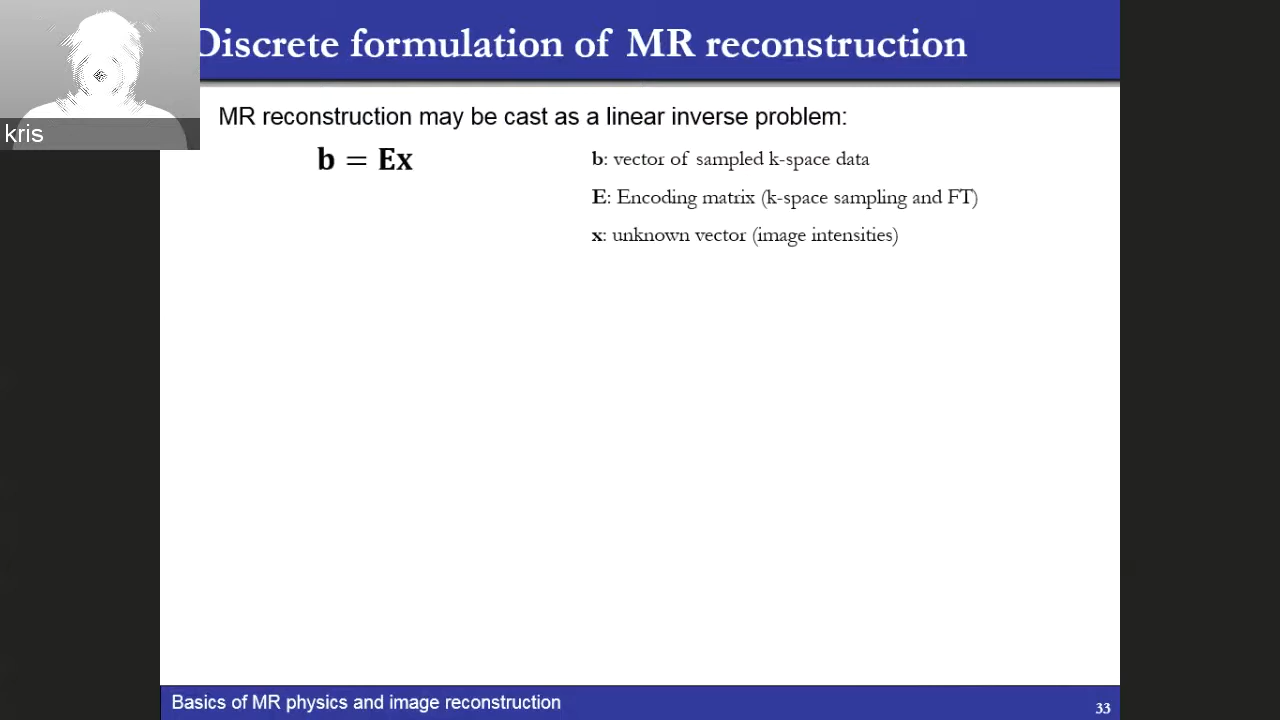 Discrete formulation of MR reconstruction
kris
MR reconstruction may be cast as a linear inverse problem:
b = Ex
b: vector of sampled k-space data
E: Encoding matrix (k-space sampling and FT)
x: unknown vector (image intensities)
Basics of MR physics and image reconstruction
33